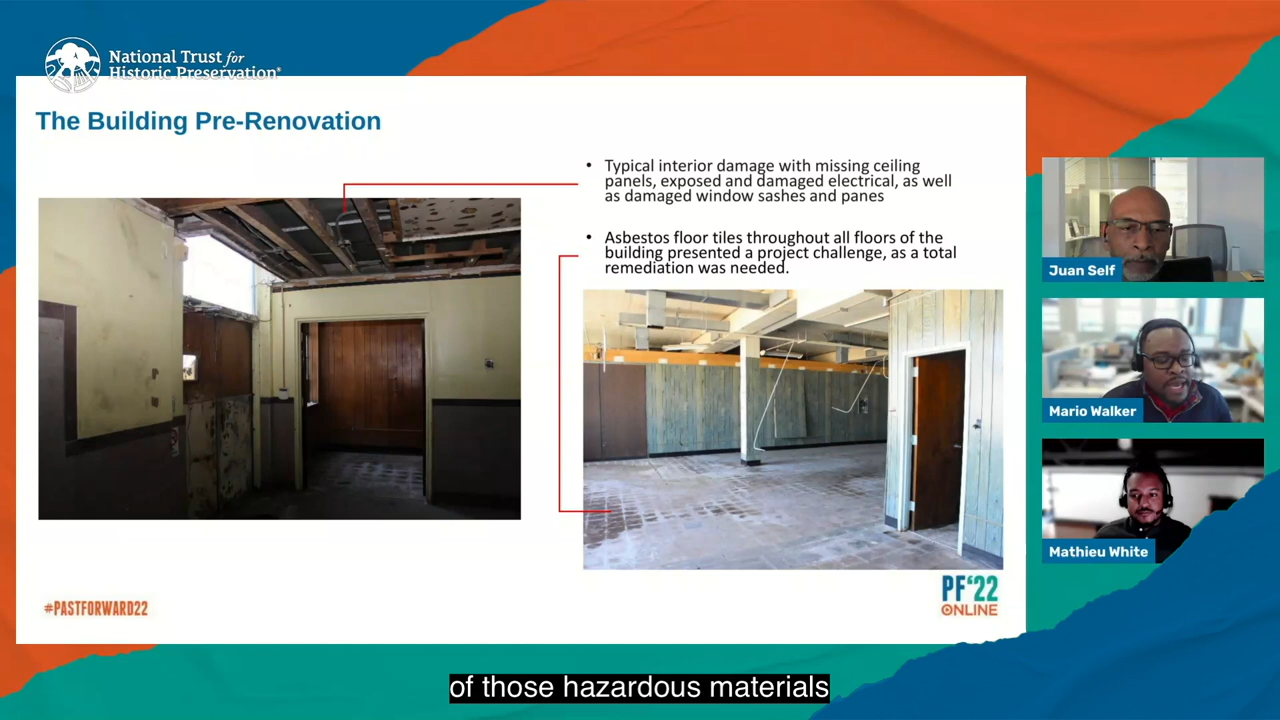 National Trust for
Historic Preservation®
The Building Pre-Renovation
• Typical interior damage with missing ceiling
panels, exposed and damaged electrical, as well
as damaged window sashes and panes
• Asbestos floor tiles throughout all floors of the
building presented a project challenge, as a total
remediation was needed.
#PASTFORWARD22
PF'22
ONLINE
Juan Self
Mario Walker
Mathieu White
of those hazardous materials